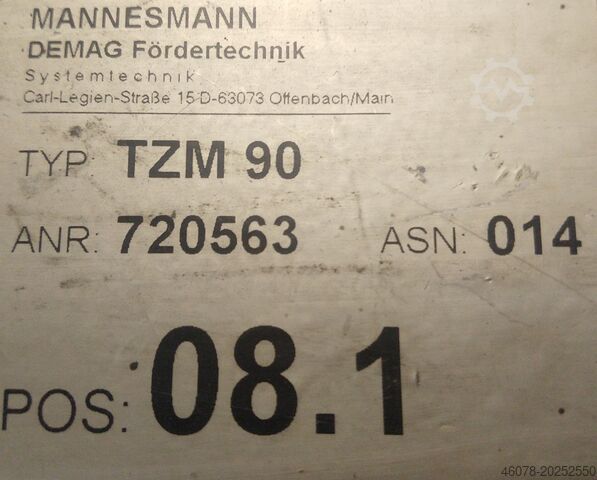 MANNESMANN
DEMAG Fördertechnik
Systemtechnik
Carl-Legien-Straße 15 D-63073 Offenbach/Main
TYP: TZM 90
ANR: 720563 ASN: 014
POS: 08.1
46078-20252550